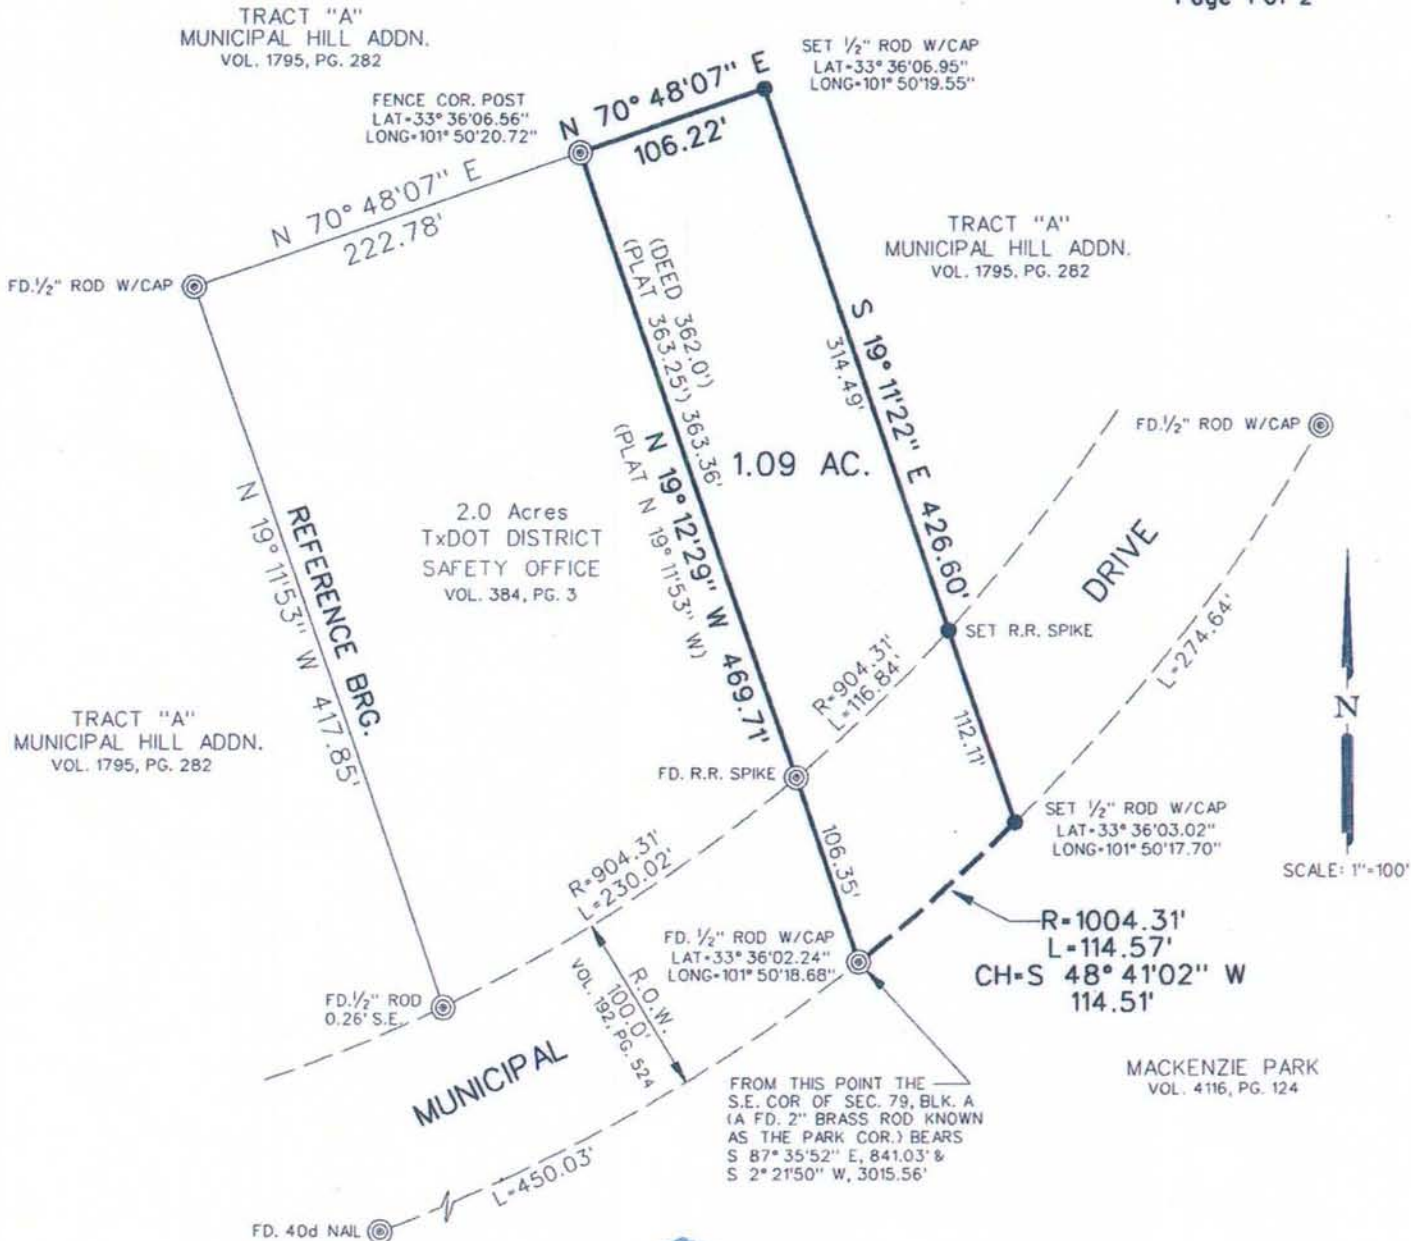 TRACT "A"
MUNICIPAL HILL ADDN.
VOL. 1795, PG. 282
SET 1/2" ROD W/CAP
LAT=33° 36'06.95"
LONG=101° 50'19.55"
FENCE COR. POST
LAT=33° 36'06.56"
LONG=101° 50'20.72"
N 70° 48'07" E
106.22'
N 70° 48'07" E
222.78'
FD. 1/2" ROD W/CAP
TRACT "A"
MUNICIPAL HILL ADDN.
VOL. 1795, PG. 282
(DEED 362.0')
(PLAT 363.25') 363.36'
N 19° 12'29" W 469.71'
(PLAT N 19° 11'53" W)
S 19° 11'22" E 426.60'
314.49'
1.09 AC.
FD. 1/2" ROD W/CAP
DRIVE
L=274.64'
2.0 Acres
TxDOT DISTRICT
SAFETY OFFICE
VOL. 384, PG. 3
REFERENCE BRG.
N 19° 11'53" W 417.85'
SET R.R. SPIKE
R=904.31'
L=116.84'
112.11'
N
TRACT "A"
MUNICIPAL HILL ADDN.
VOL. 1795, PG. 282
FD. R.R. SPIKE
106.35'
SET 1/2" ROD W/CAP
LAT=33° 36'03.02"
LONG=101° 50'17.70"
SCALE: 1"=100'
R=904.31'
L=230.02'
R=1004.31'
L=114.57'
CH=S 48° 41'02" W
114.51'
FD. 1/2" ROD W/CAP
LAT=33° 36'02.24"
LONG=101° 50'18.68"
R.O.W.
100.0'
VOL. 192, PG. 524
FD. 1/2" ROD
0.26' S.E.
MUNICIPAL
MACKENZIE PARK
VOL. 4116, PG. 124
FROM THIS POINT THE
S.E. COR OF SEC. 79, BLK. A
(A FD. 2" BRASS ROD KNOWN
AS THE PARK COR.) BEARS
S 87° 35'52" E, 841.03' &
S 2° 21'50" W, 3015.56'
L=450.03'
FD. 40d NAIL